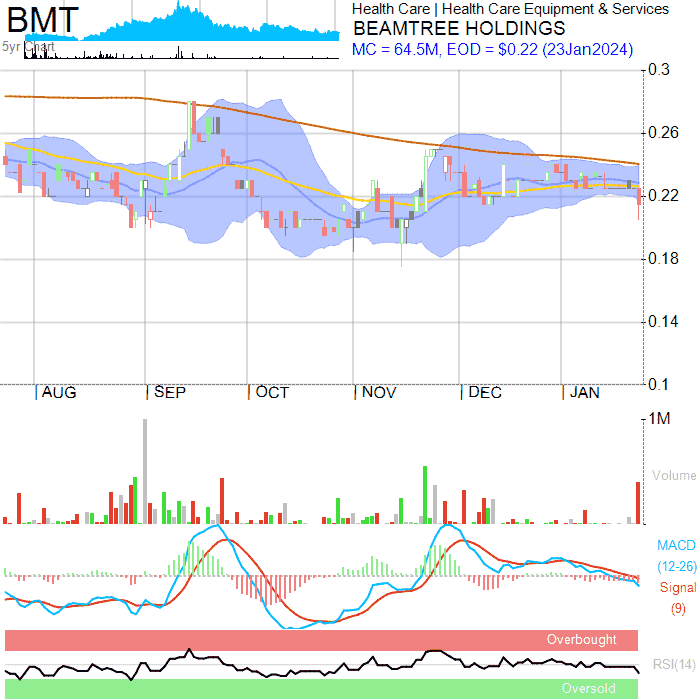 BMT
5yr Chart
Health Care | Health Care Equipment & Services
BEAMTREE HOLDINGS
MC = 64.5M, EOD = $0.22 (23Jan2024)
0.3
0.26
0.22
0.18
0.14
0.1
AUG SEP OCT NOV DEC JAN
1M
Volume
MACD
(12-26)
Signal
(9)
Overbought
RSI(14)
Oversold